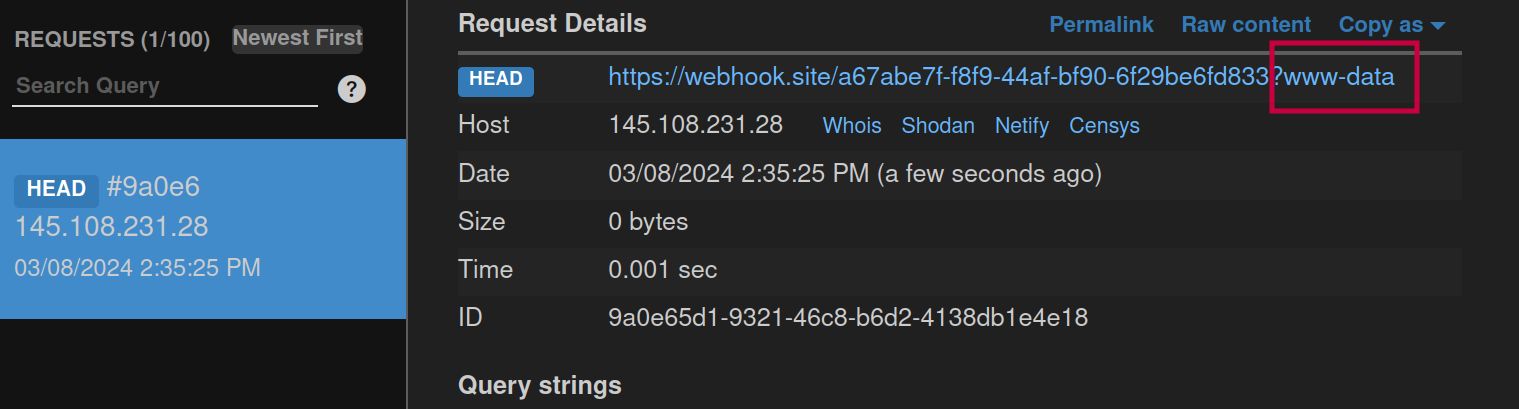 REQUESTS (1/100) Newest First
Search Query ?
HEAD #9a0e6
145.108.231.28
03/08/2024 2:35:25 PM
Request Details Permalink Raw content Copy as
HEAD https://webhook.site/a67abe7f-f8f9-44af-bf90-6f29be6fd833?www-data
Host 145.108.231.28 Whois Shodan Netify Censys
Date 03/08/2024 2:35:25 PM (a few seconds ago)
Size 0 bytes
Time 0.001 sec
ID 9a0e65d1-9321-46c8-b6d2-4138db1e4e18
Query strings